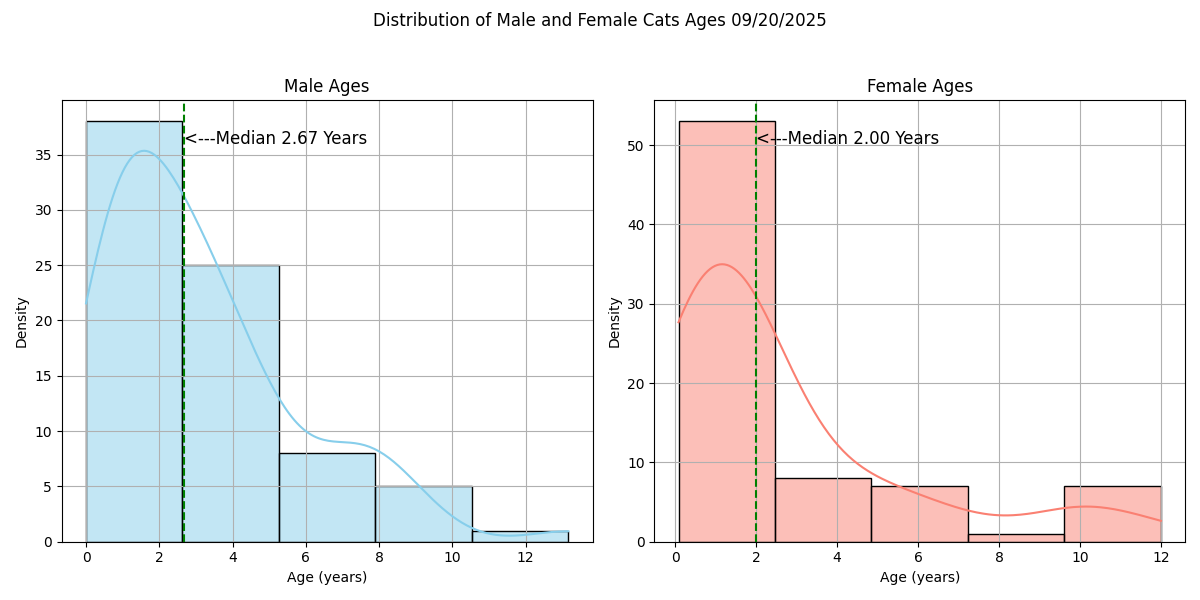 Distribution of Male and Female Cats Ages 09/20/2025
Male Ages
<---Median 2.67 Years
Density
35
30
25
20
15
10
5
0
0 2 4 6 8 10 12
Age (years)
Female Ages
<---Median 2.00 Years
Density
50
40
30
20
10
0
0 2 4 6 8 10 12
Age (years)